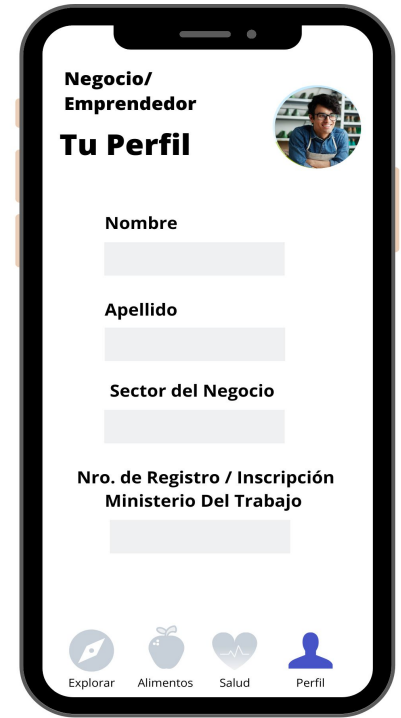 Negocio/
Emprendedor
Tu Perfil
Nombre
Apellido
Sector del Negocio
Nro. de Registro / Inscripción
Ministerio Del Trabajo
Explorar
Alimentos
Salud
Perfil